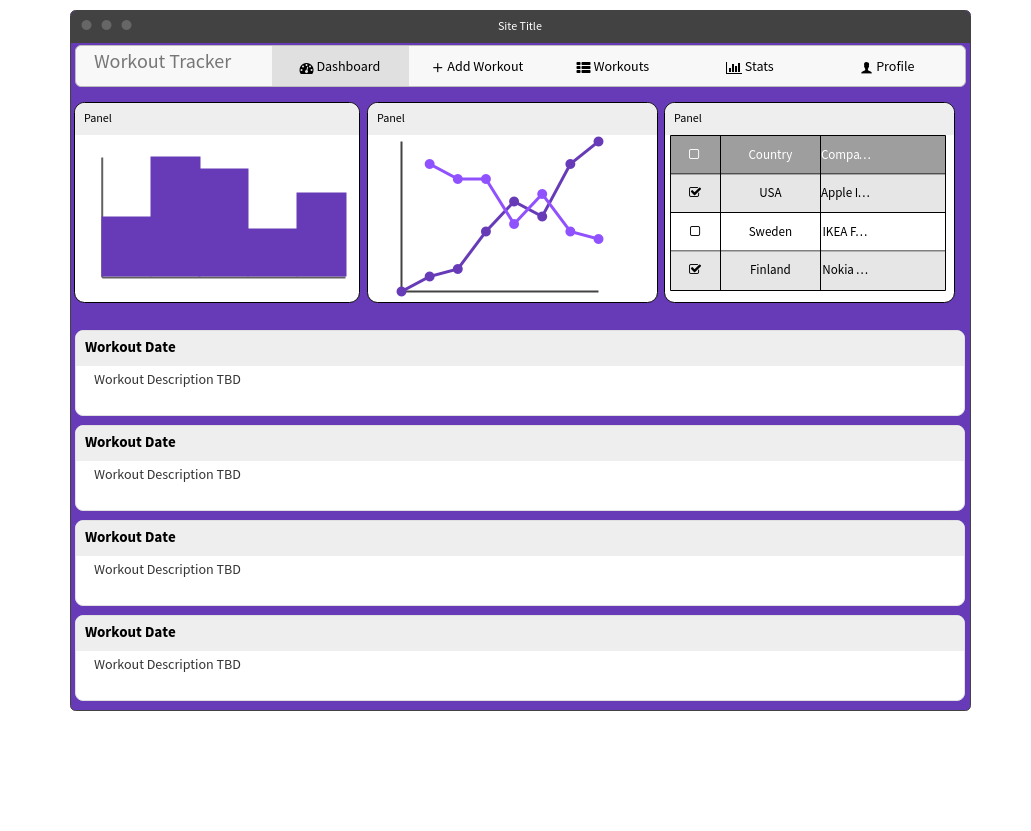 Site Title
Workout Tracker
Dashboard
Add Workout
Workouts
Stats
Profile
Panel
Panel
Panel
Country Compa...
USA Apple I...
Sweden IKEA F...
Finland Nokia ...
Workout Date
Workout Description TBD
Workout Date
Workout Description TBD
Workout Date
Workout Description TBD
Workout Date
Workout Description TBD